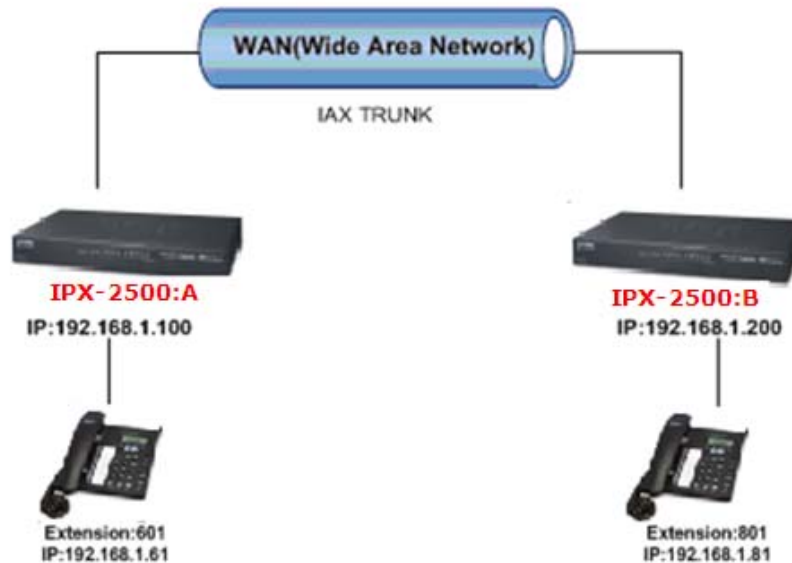 WAN(Wide Area Network)
IAX TRUNK
IPX-2500:A
IP:192.168.1.100
IPX-2500:B
IP:192.168.1.200
Extension:601
IP:192.168.1.61
Extension:801
IP:192.168.1.81